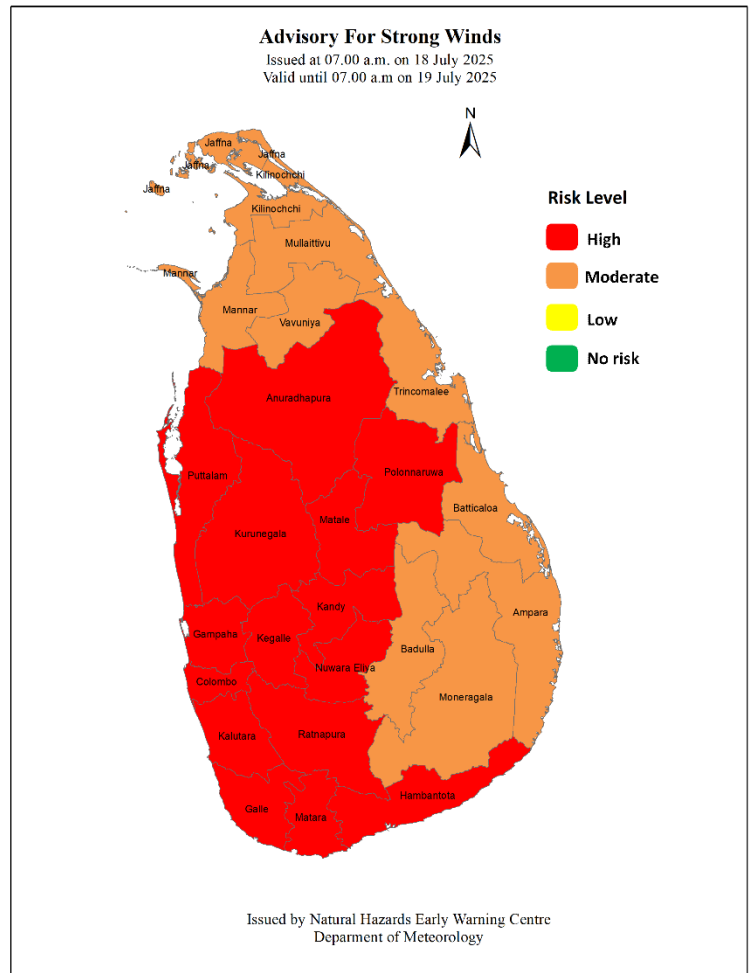 Advisory For Strong Winds
Issued at 07.00 a.m. on 18 July 2025
Valid until 07.00 a.m on 19 July 2025
N
Jaffna
Jaffna
Jaffna
Kilinochchi
Jaffna
Kilinochchi
Mullaittivu
Mannar
Mannar
Vavuniya
Risk Level
High
Moderate
Low
No risk
Anuradhapura
Trincomalee
Puttalam
Polonnaruwa
Batticaloa
Matale
Kurunegala
Kandy
Ampara
Gampaha
Kegalle
Badulla
Nuwara Eliya
Colombo
Moneragala
Kalutara
Ratnapura
Hambantota
Galle
Matara
Issued by Natural Hazards Early Warning Centre
Deparment of Meteorology